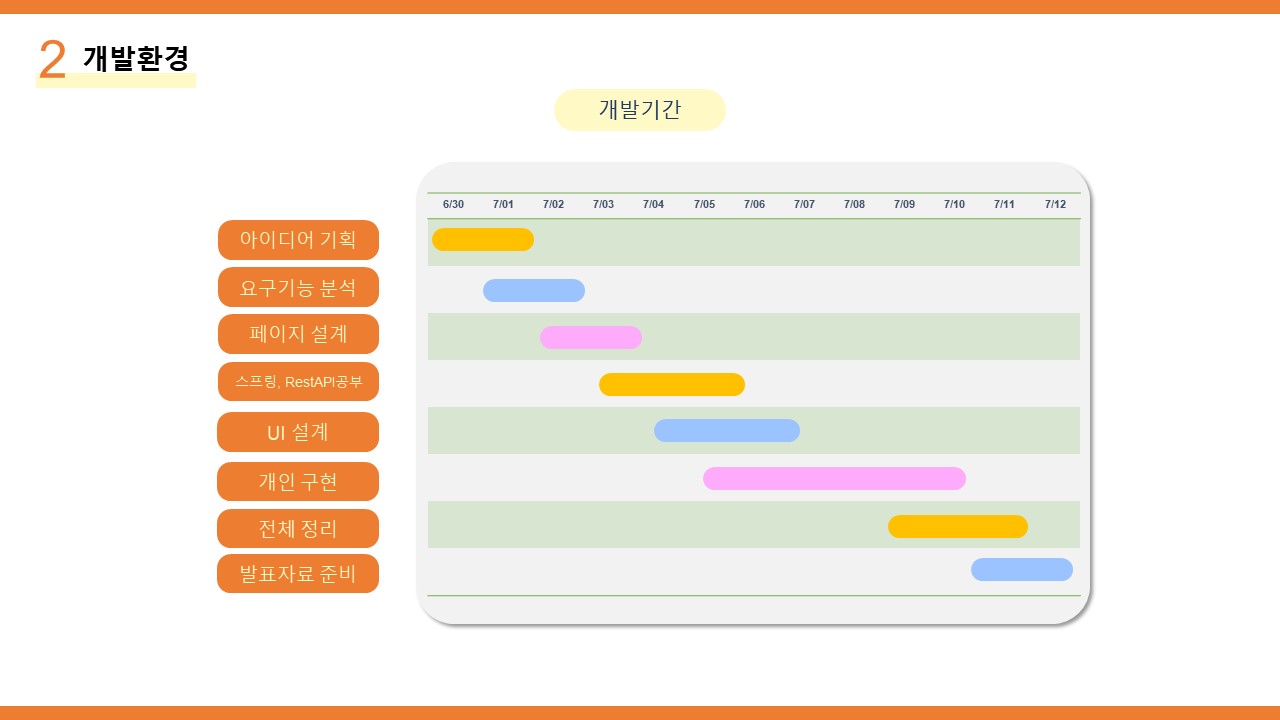 2 개발환경
개발기간
6/30 7/01 7/02 7/03 7/04 7/05 7/06 7/07 7/08 7/09 7/10 7/11 7/12
아이디어 기획
요구기능 분석
페이지 설계
스프링, RestAPI공부
UI 설계
개인 구현
전체 정리
발표자료 준비